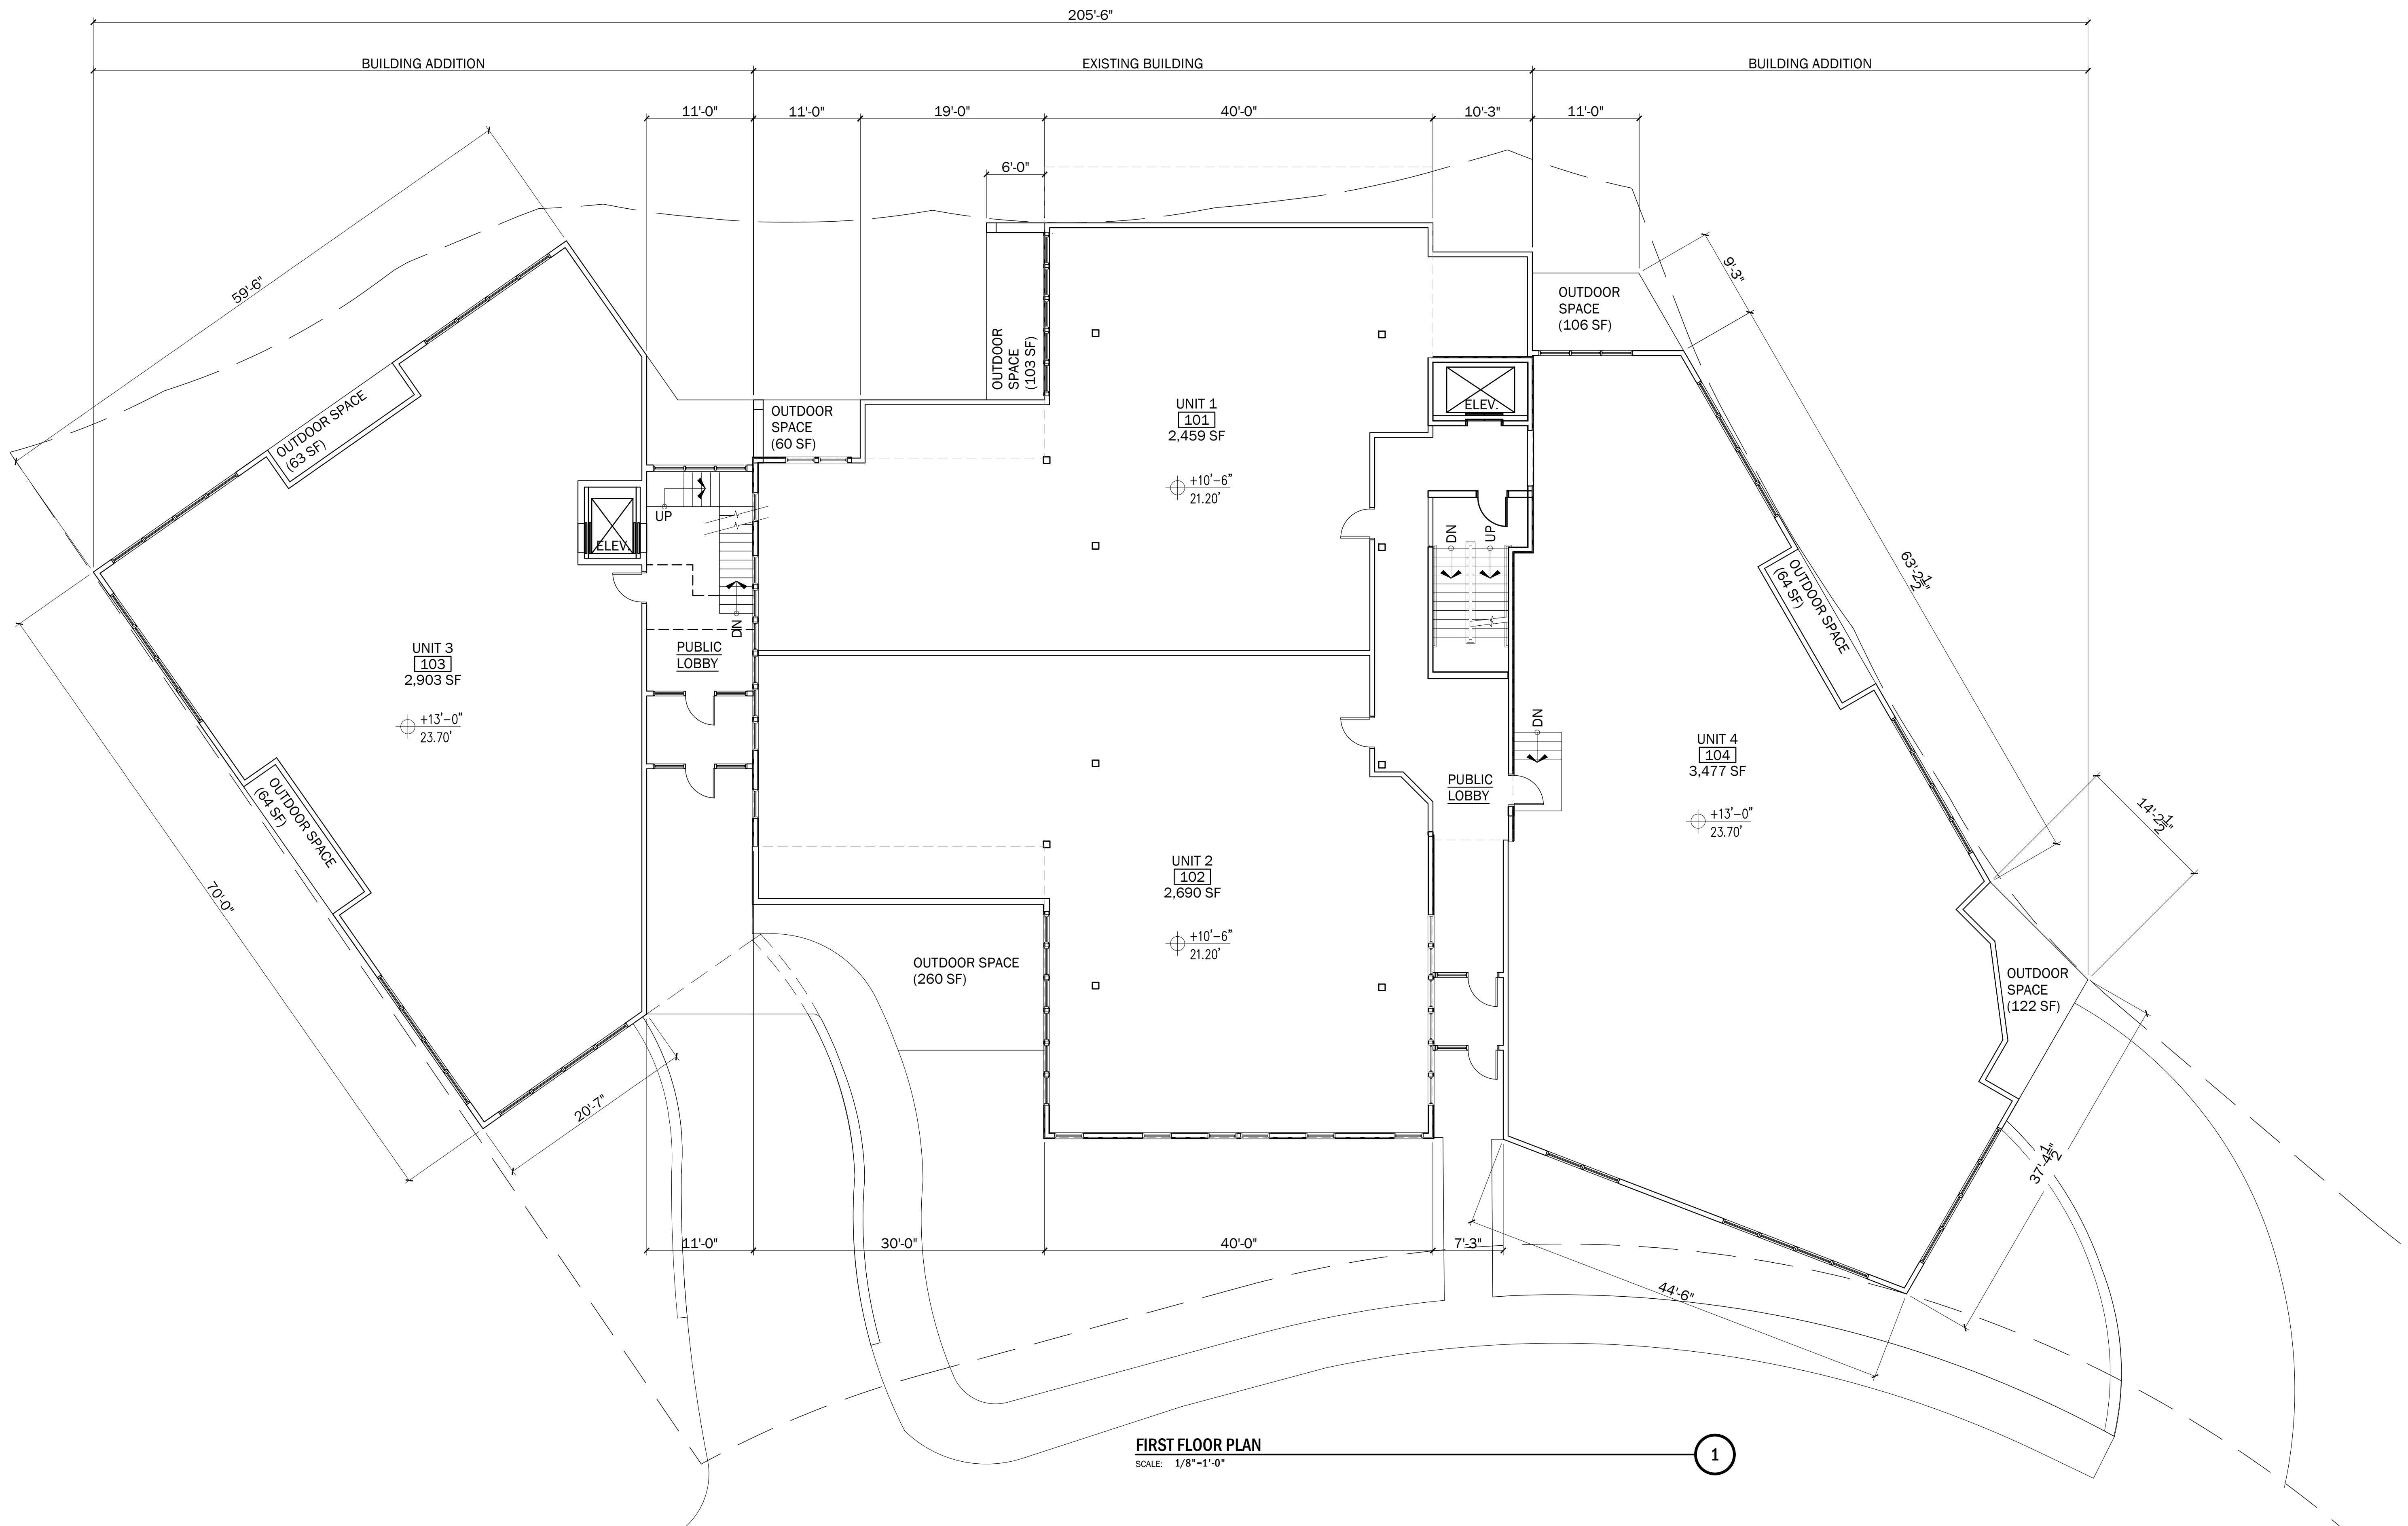 205'-6"
BUILDING ADDITION
EXISTING BUILDING
BUILDING ADDITION
11'-0"
11'-0"
19'-0"
40'-0"
10'-3"
11'-0"
6'-0"
59'-6"
9'-3"
OUTDOOR
SPACE
(106 SF)
OUTDOOR
SPACE
(103 SF)
OUTDOOR SPACE
(63 SF)
OUTDOOR
SPACE
(60 SF)
UNIT 1
101
2,459 SF
ELEV.
+10'-6"
21.20'
UP
ELEV.
DN
UP
DN
63'-2 1/2"
OUTDOOR SPACE
(64 SF)
PUBLIC
LOBBY
UNIT 3
103
2,903 SF
+13'-0"
23.70'
DN
UNIT 4
104
3,477 SF
PUBLIC
LOBBY
+13'-0"
23.70'
OUTDOOR SPACE
(64 SF)
14'-2 1/2"
70'-0"
UNIT 2
102
2,690 SF
+10'-6"
21.20'
OUTDOOR SPACE
(260 SF)
OUTDOOR
SPACE
(122 SF)
20'-7"
37'-4 1/2"
11'-0"
30'-0"
40'-0"
7'-3"
44'-6"
FIRST FLOOR PLAN
1
SCALE: 1/8"=1'-0"